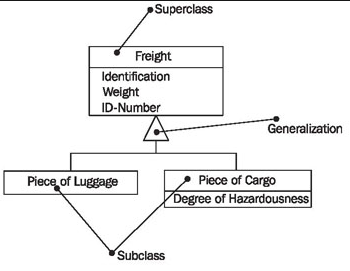 Superclass
Freight
Identification
Weight
ID-Number
Generalization
Piece of Luggage
Piece of Cargo
Degree of Hazardousness
Subclass